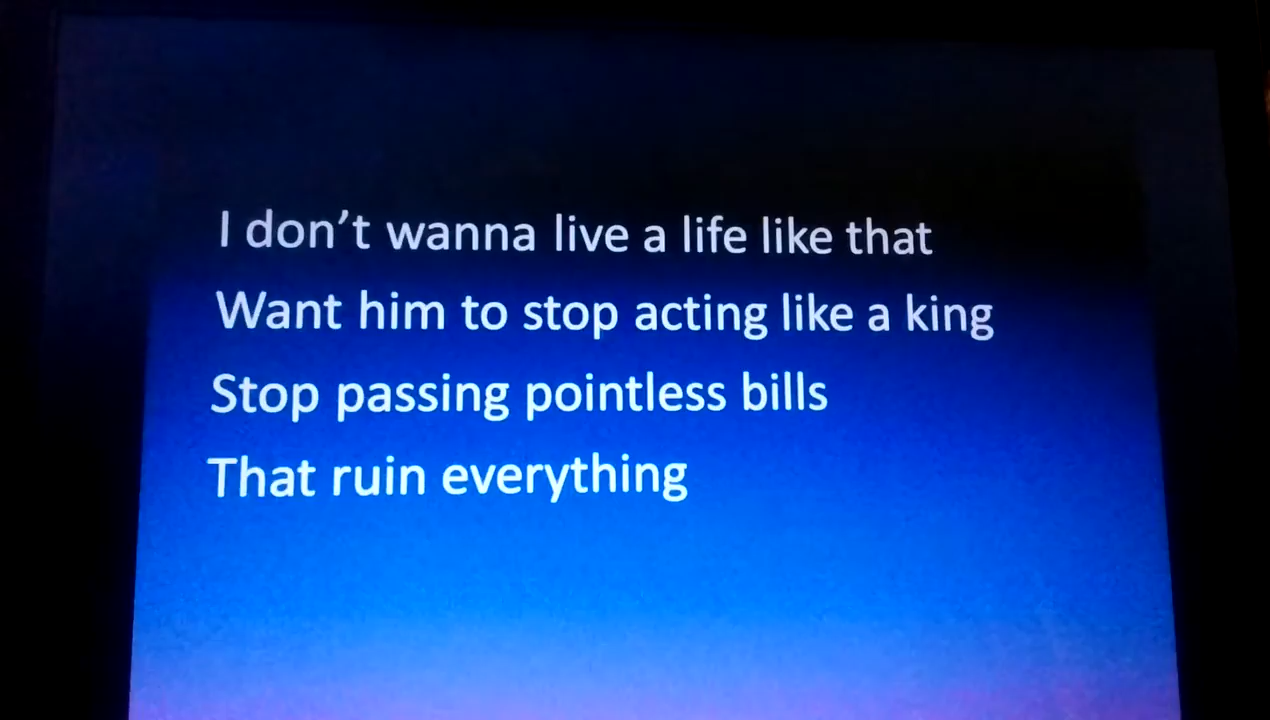 I don’t wanna live a life like that
Want him to stop acting like a king
Stop passing pointless bills
That ruin everything